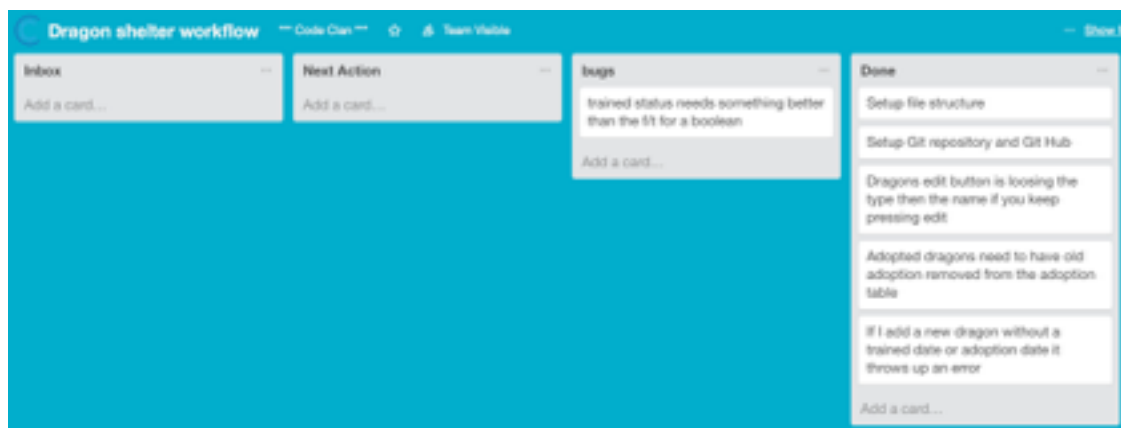 Dragon shelter workflow *** Code Clan *** Team Visible ... Show
Inbox ...
Add a card...
Next Action ...
Add a card...
bugs ...
trained status needs something better
than the f/t for a boolean
Add a card...
Done ...
Setup file structure
Setup Git repository and Git Hub
Dragons edit button is loosing the
type then the name if you keep
pressing edit
Adopted dragons need to have old
adoption removed from the adoption
table
If I add a new dragon without a
trained date or adoption date it
throws up an error
Add a card...